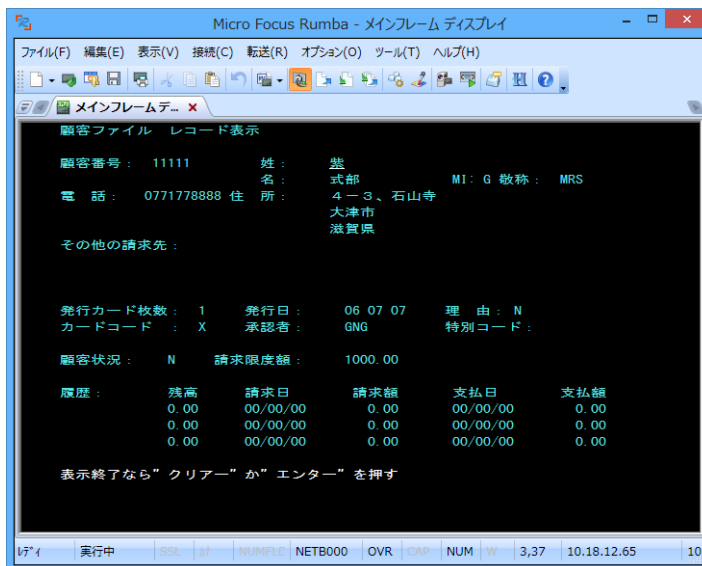 Micro Focus Rumba - メインフレーム ディスプレイ
ファイル(F) 編集(E) 表示(V) 接続(C) 転送(R) オプション(O) ツール(T) ヘルプ(H)
メインフレームデ...
顧客ファイル レコード表示
顧客番号： 11111 姓： 紫
名： 式部 MI: G 敬称： MRS
電 話： 0771778888 住 所： ４－３、石山寺
大津市
滋賀県
その他の請求先：
発行カード枚数： 1 発行日： 06 07 07 理 由： N
カードコード ： X 承認者： GNG 特別コード：
顧客状況： N 請求限度額： 1000.00
履歴： 残高 請求日 請求額 支払日 支払額
0.00 00/00/00 0.00 00/00/00 0.00
0.00 00/00/00 0.00 00/00/00 0.00
0.00 00/00/00 0.00 00/00/00 0.00
表示終了なら”クリアー”か”エンター”を押す
ﾚﾃﾞｨ 実行中 SSL NUMFLD NETB000 OVR CAP NUM W 3,37 10.18.12.65 10